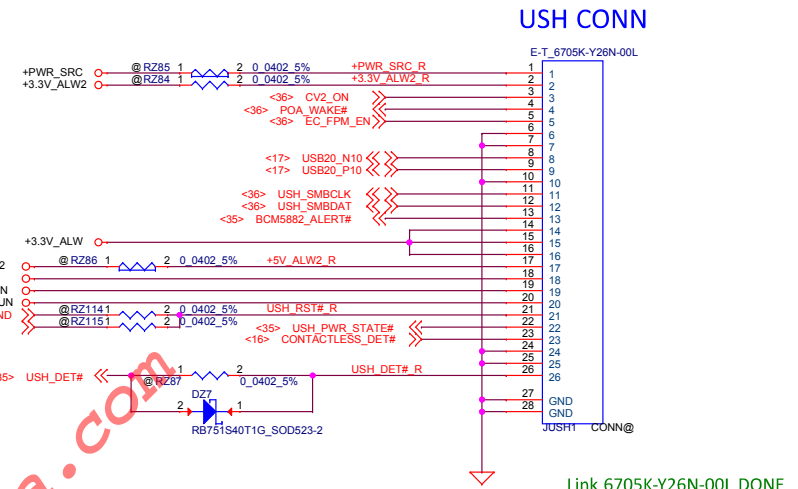 USH CONN
E-T_6705K-Y26N-00L
+PWR_SRC @ RZ85 1 2 0_0402_5% +PWR_SRC_R 1 1
+3.3V_ALW2 @ RZ84 1 2 0_0402_5% +3.3V_ALW2_R 2 2
<36> CV2_ON 3 3
<36> POA_WAKE# 4 4
<36> EC_FPM_EN 5 5
6 6
7 7
<17> USB20_N10 8 8
<17> USB20_P10 9 9
10 10
<36> USH_SMBCLK 11 11
<36> USH_SMBDAT 12 12
<35> BCM5882_ALERT# 13 13
14 14
+3.3V_ALW 15 15
16 16
2 @ RZ86 1 2 0_0402_5% +5V_ALW2_R 17 17
18 18
N 19 19
UN 20 20
ND @ RZ114 1 2 0_0402_5% USH_RST#_R 21 21
@ RZ115 1 2 0_0402_5%
<35> USH_PWR_STATE# 22 22
<16> CONTACTLESS_DET# 23 23
24 24
25 25
35> USH_DET# @ RZ87 1 2 0_0402_5% USH_DET#_R 26 26
DZ7
2 1
RB751S40T1G_SOD523-2
27 GND
28 GND
JUSH1 CONN@
Link 6705K-Y26N-00L DONE
a.com